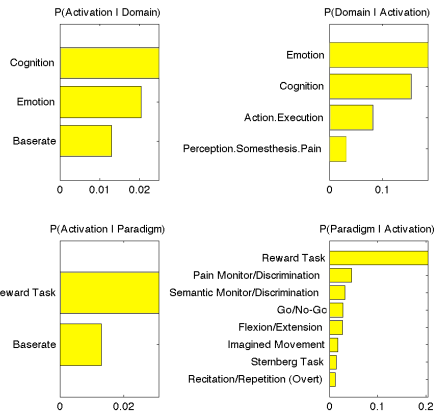 P(Activation I Domain)
Cognition
Emotion
Baserate
0 0.01 0.02
P(Domain I Activation)
Emotion
Cognition
Action.Execution
Perception.Somesthesis.Pain
0 0.1
P(Activation I Paradigm)
eward Task
Baserate
0 0.02
P(Paradigm I Activation)
Reward Task
Pain Monitor/Discrimination
Semantic Monitor/Discrimination
Go/No-Go
Flexion/Extension
Imagined Movement
Sternberg Task
Recitation/Repetition (Overt)
0 0.1 0.2